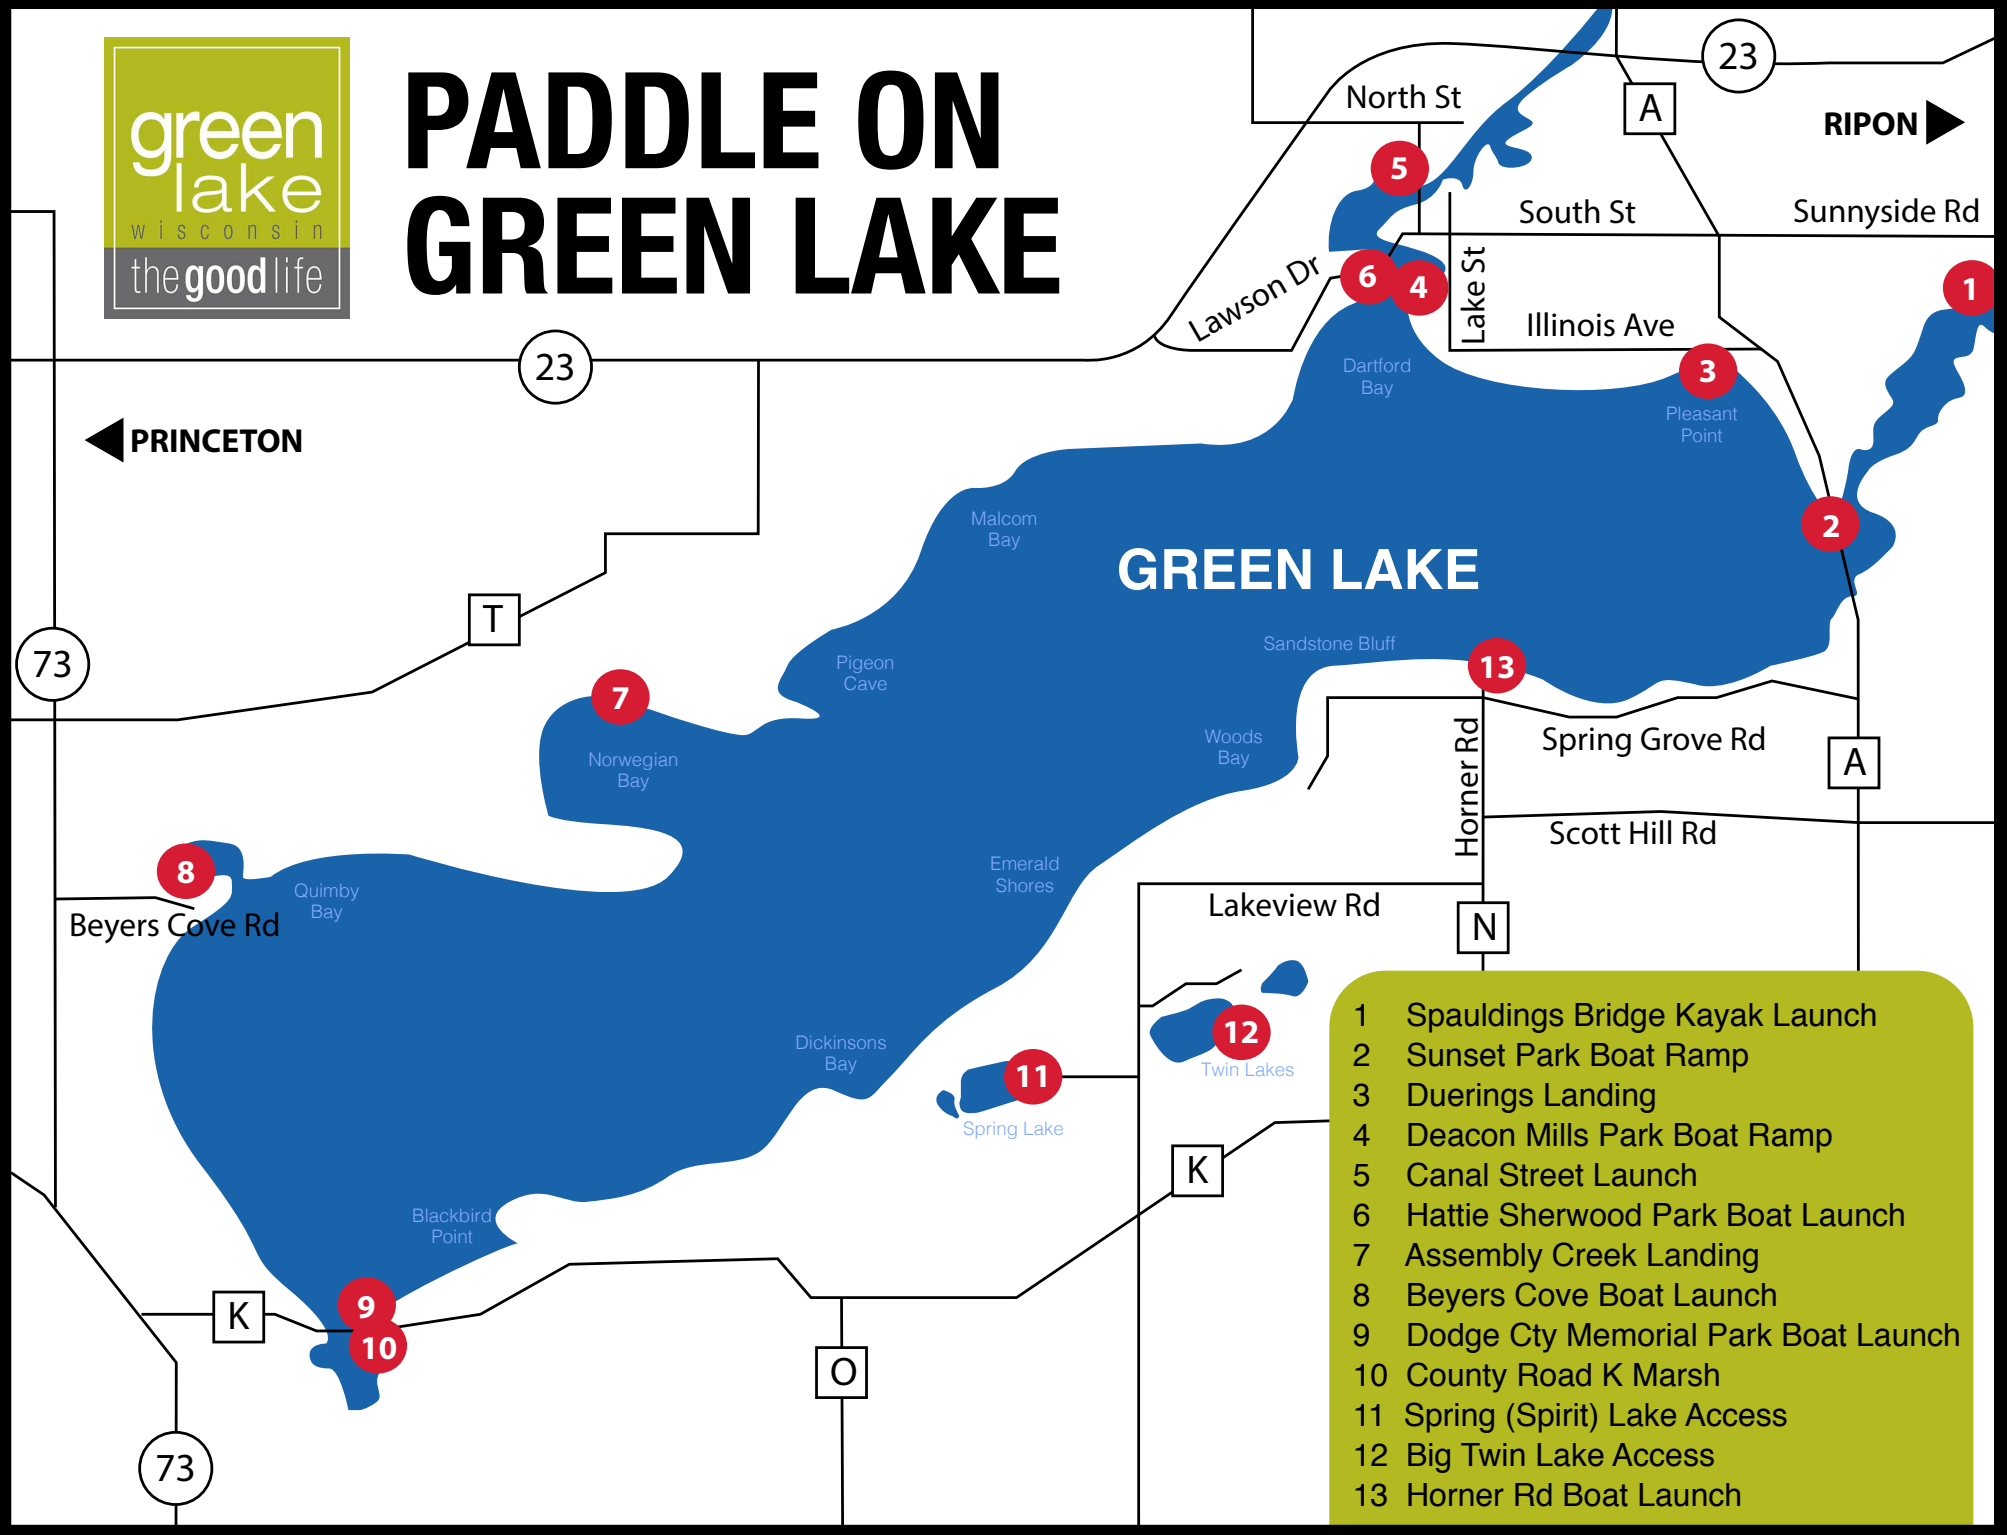 green
lake
wisconsin
the good life
PADDLE ON
GREEN LAKE
23
North St
A
RIPON
5
South St
Sunnyside Rd
Lawson Dr
6
4
Lake St
1
Illinois Ave
23
Dartford
Bay
3
Pleasant
Point
PRINCETON
Malcom
Bay
2
GREEN LAKE
T
73
Sandstone Bluff
13
Pigeon
Cave
7
Norwegian
Bay
Woods
Bay
Horner Rd
Spring Grove Rd
A
Scott Hill Rd
8
Quimby
Bay
Beyers Cove Rd
Emerald
Shores
Lakeview Rd
N
Dickinsons
Bay
12
Twin Lakes
11
Spring Lake
K
Blackbird
Point
9
K
10
O
73
1 Spauldings Bridge Kayak Launch
2 Sunset Park Boat Ramp
3 Duerings Landing
4 Deacon Mills Park Boat Ramp
5 Canal Street Launch
6 Hattie Sherwood Park Boat Launch
7 Assembly Creek Landing
8 Beyers Cove Boat Launch
9 Dodge Cty Memorial Park Boat Launch
10 County Road K Marsh
11 Spring (Spirit) Lake Access
12 Big Twin Lake Access
13 Horner Rd Boat Launch